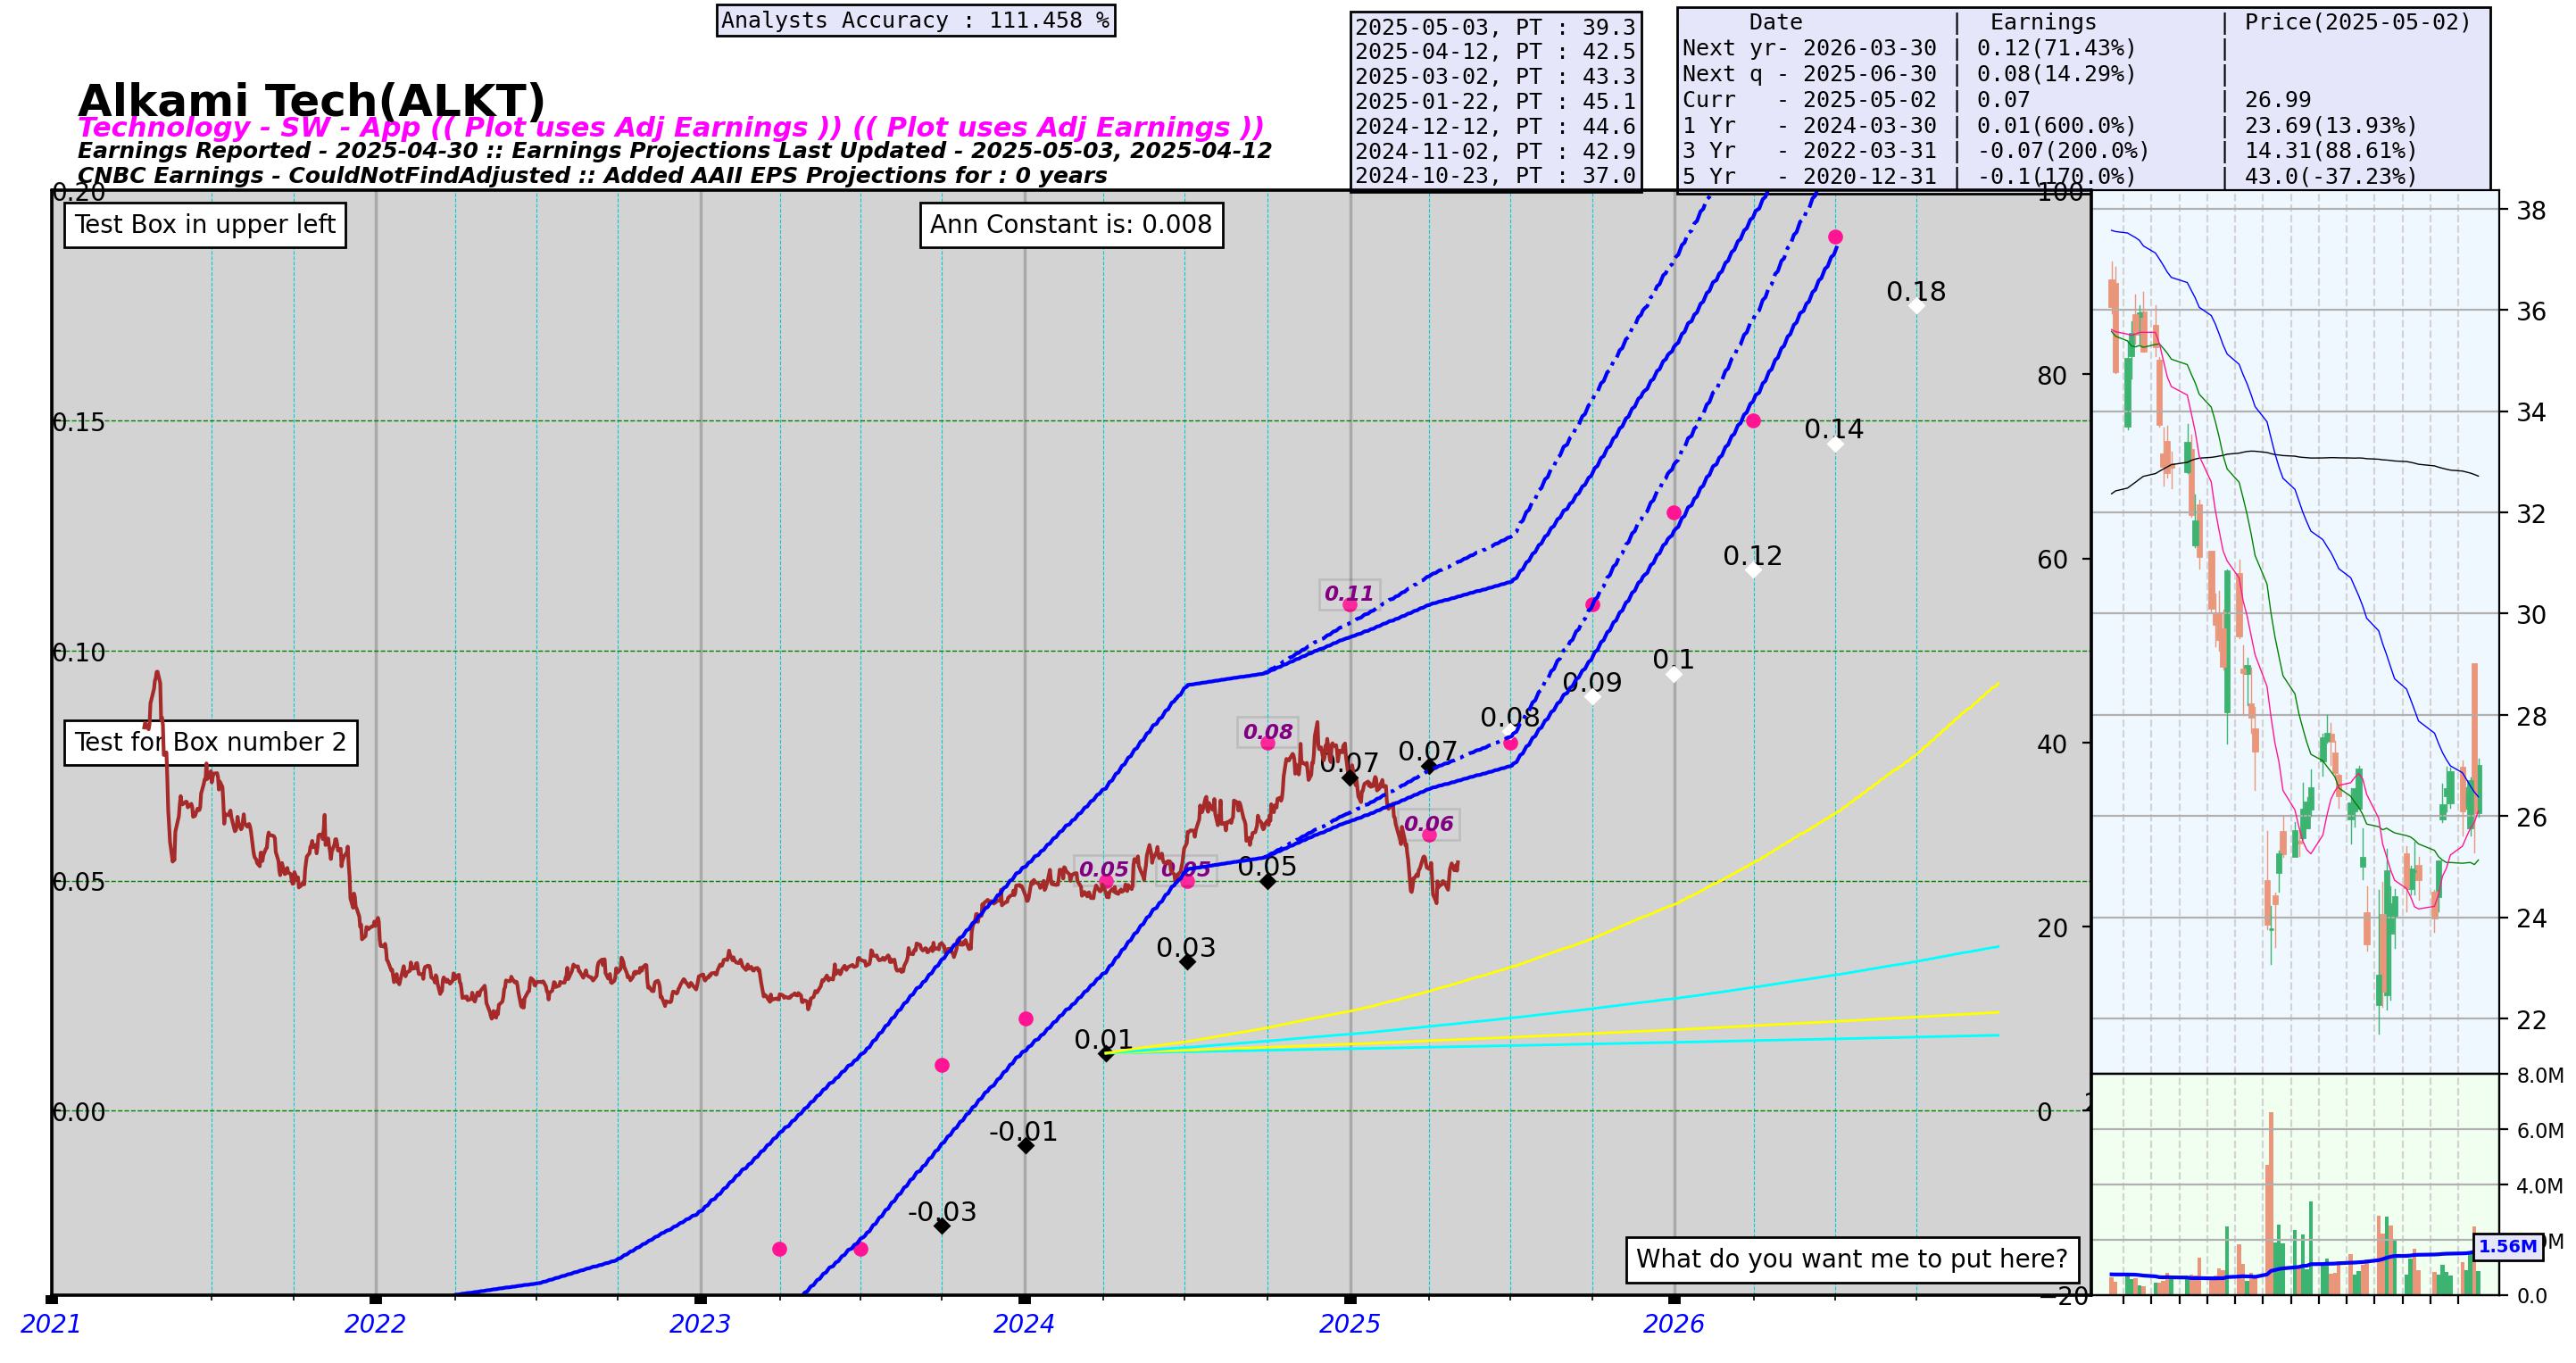 Analysts Accuracy : 111.458 %
2025-05-03, PT : 39.3
2025-04-12, PT : 42.5
2025-03-02, PT : 43.3
2025-01-22, PT : 45.1
2024-12-12, PT : 44.6
2024-11-02, PT : 42.9
2024-10-23, PT : 37.0
Date | Earnings | Price(2025-05-02)
Next yr- 2026-03-30 | 0.12(71.43%) |
Next q - 2025-06-30 | 0.08(14.29%) |
Curr - 2025-05-02 | 0.07 | 26.99
1 Yr - 2024-03-30 | 0.01(600.0%) | 23.69(13.93%)
3 Yr - 2022-03-31 | -0.07(200.0%) | 14.31(88.61%)
5 Yr - 2020-12-31 | -0.1(170.0%) | 43.0(-37.23%)
Alkami Tech(ALKT)
Technology - SW - App (( Plot uses Adj Earnings )) (( Plot uses Adj Earnings ))
Earnings Reported - 2025-04-30 :: Earnings Projections Last Updated - 2025-05-03, 2025-04-12
CNBC Earnings - CouldNotFindAdjusted :: Added AAII EPS Projections for : 0 years
Test Box in upper left
Ann Constant is: 0.008
Test for Box number 2
What do you want me to put here?
0.20
0.15
0.10
0.05
0.00
-0.03
-0.01
0.01
0.03
0.05
0.07
0.07
0.08
0.09
0.1
0.12
0.14
0.18
0.05
0.05
0.08
0.11
0.06
100
80
60
40
20
0
−20
38
36
34
32
30
28
26
24
22
8.0M
6.0M
4.0M
1.56M
0.0
2021
2022
2023
2024
2025
2026